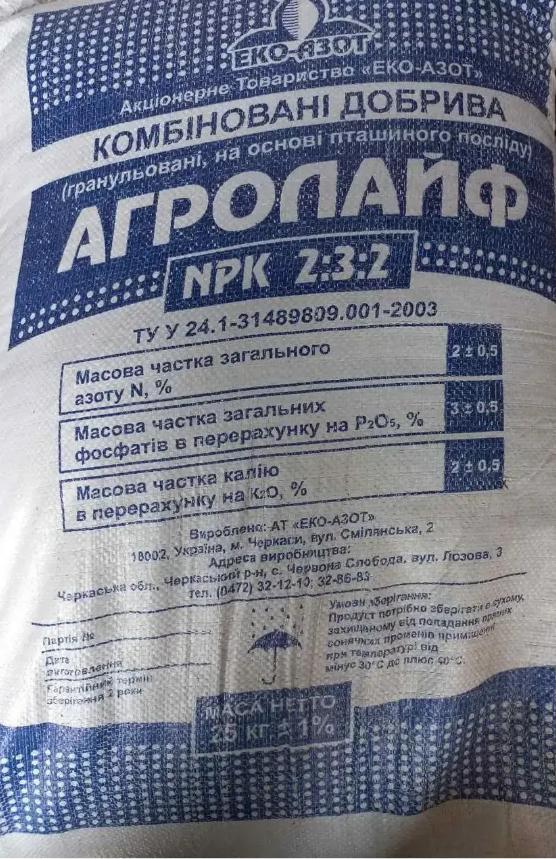 ЕКО-АЗОТ
Акціонерне Товариство «ЕКО-АЗОТ»
КОМБІНОВАНІ ДОБРИВА
(гранульовані, на основі пташиного посліду)
АГРОЛАЙФ
NPK 2:3:2
ТУ У 24.1-31489809.001-2003
Масова частка загального
азоту N, %
2 ± 0,5
Масова частка загальних
фосфатів в перерахунку на P₂O₅, %
3 ± 0,5
Масова частка калію
в перерахунку на K₂O, %
2 ± 0,5
Вироблено: АТ «ЕКО-АЗОТ»
18002, Україна, м. Черкаси, вул. Смілянська, 2
Адреса виробництва:
Черкаська обл., Черкаський р-н, с. Червона Слобода, вул. Лозова, 3
тел. (0472) 32-12-10; 32-86-83
Партія №
Дата
виготовлення
Гарантійний термін
зберігання 2 роки
Умови зберігання:
Продукт потрібно зберігати в сухому,
захищеному від попадання прямих
сонячних променів приміщенні
при температурі від
мінус 30°С до плюс 50°С.
МАСА НЕТТО
25 КГ ± 1%